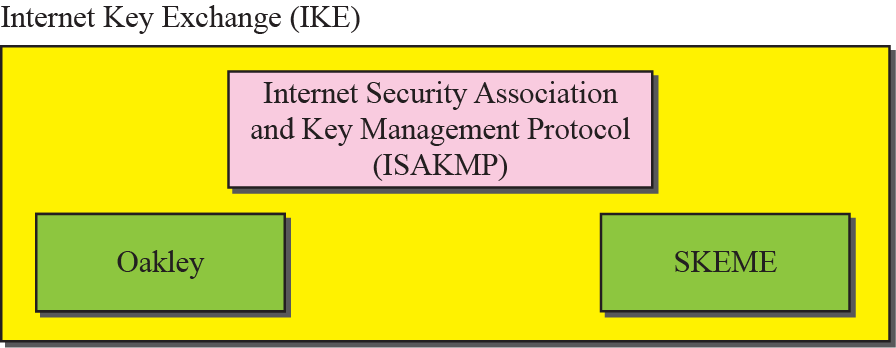 Internet Key Exchange (IKE)
Internet Security Association
and Key Management Protocol
(ISAKMP)
Oakley
SKEME